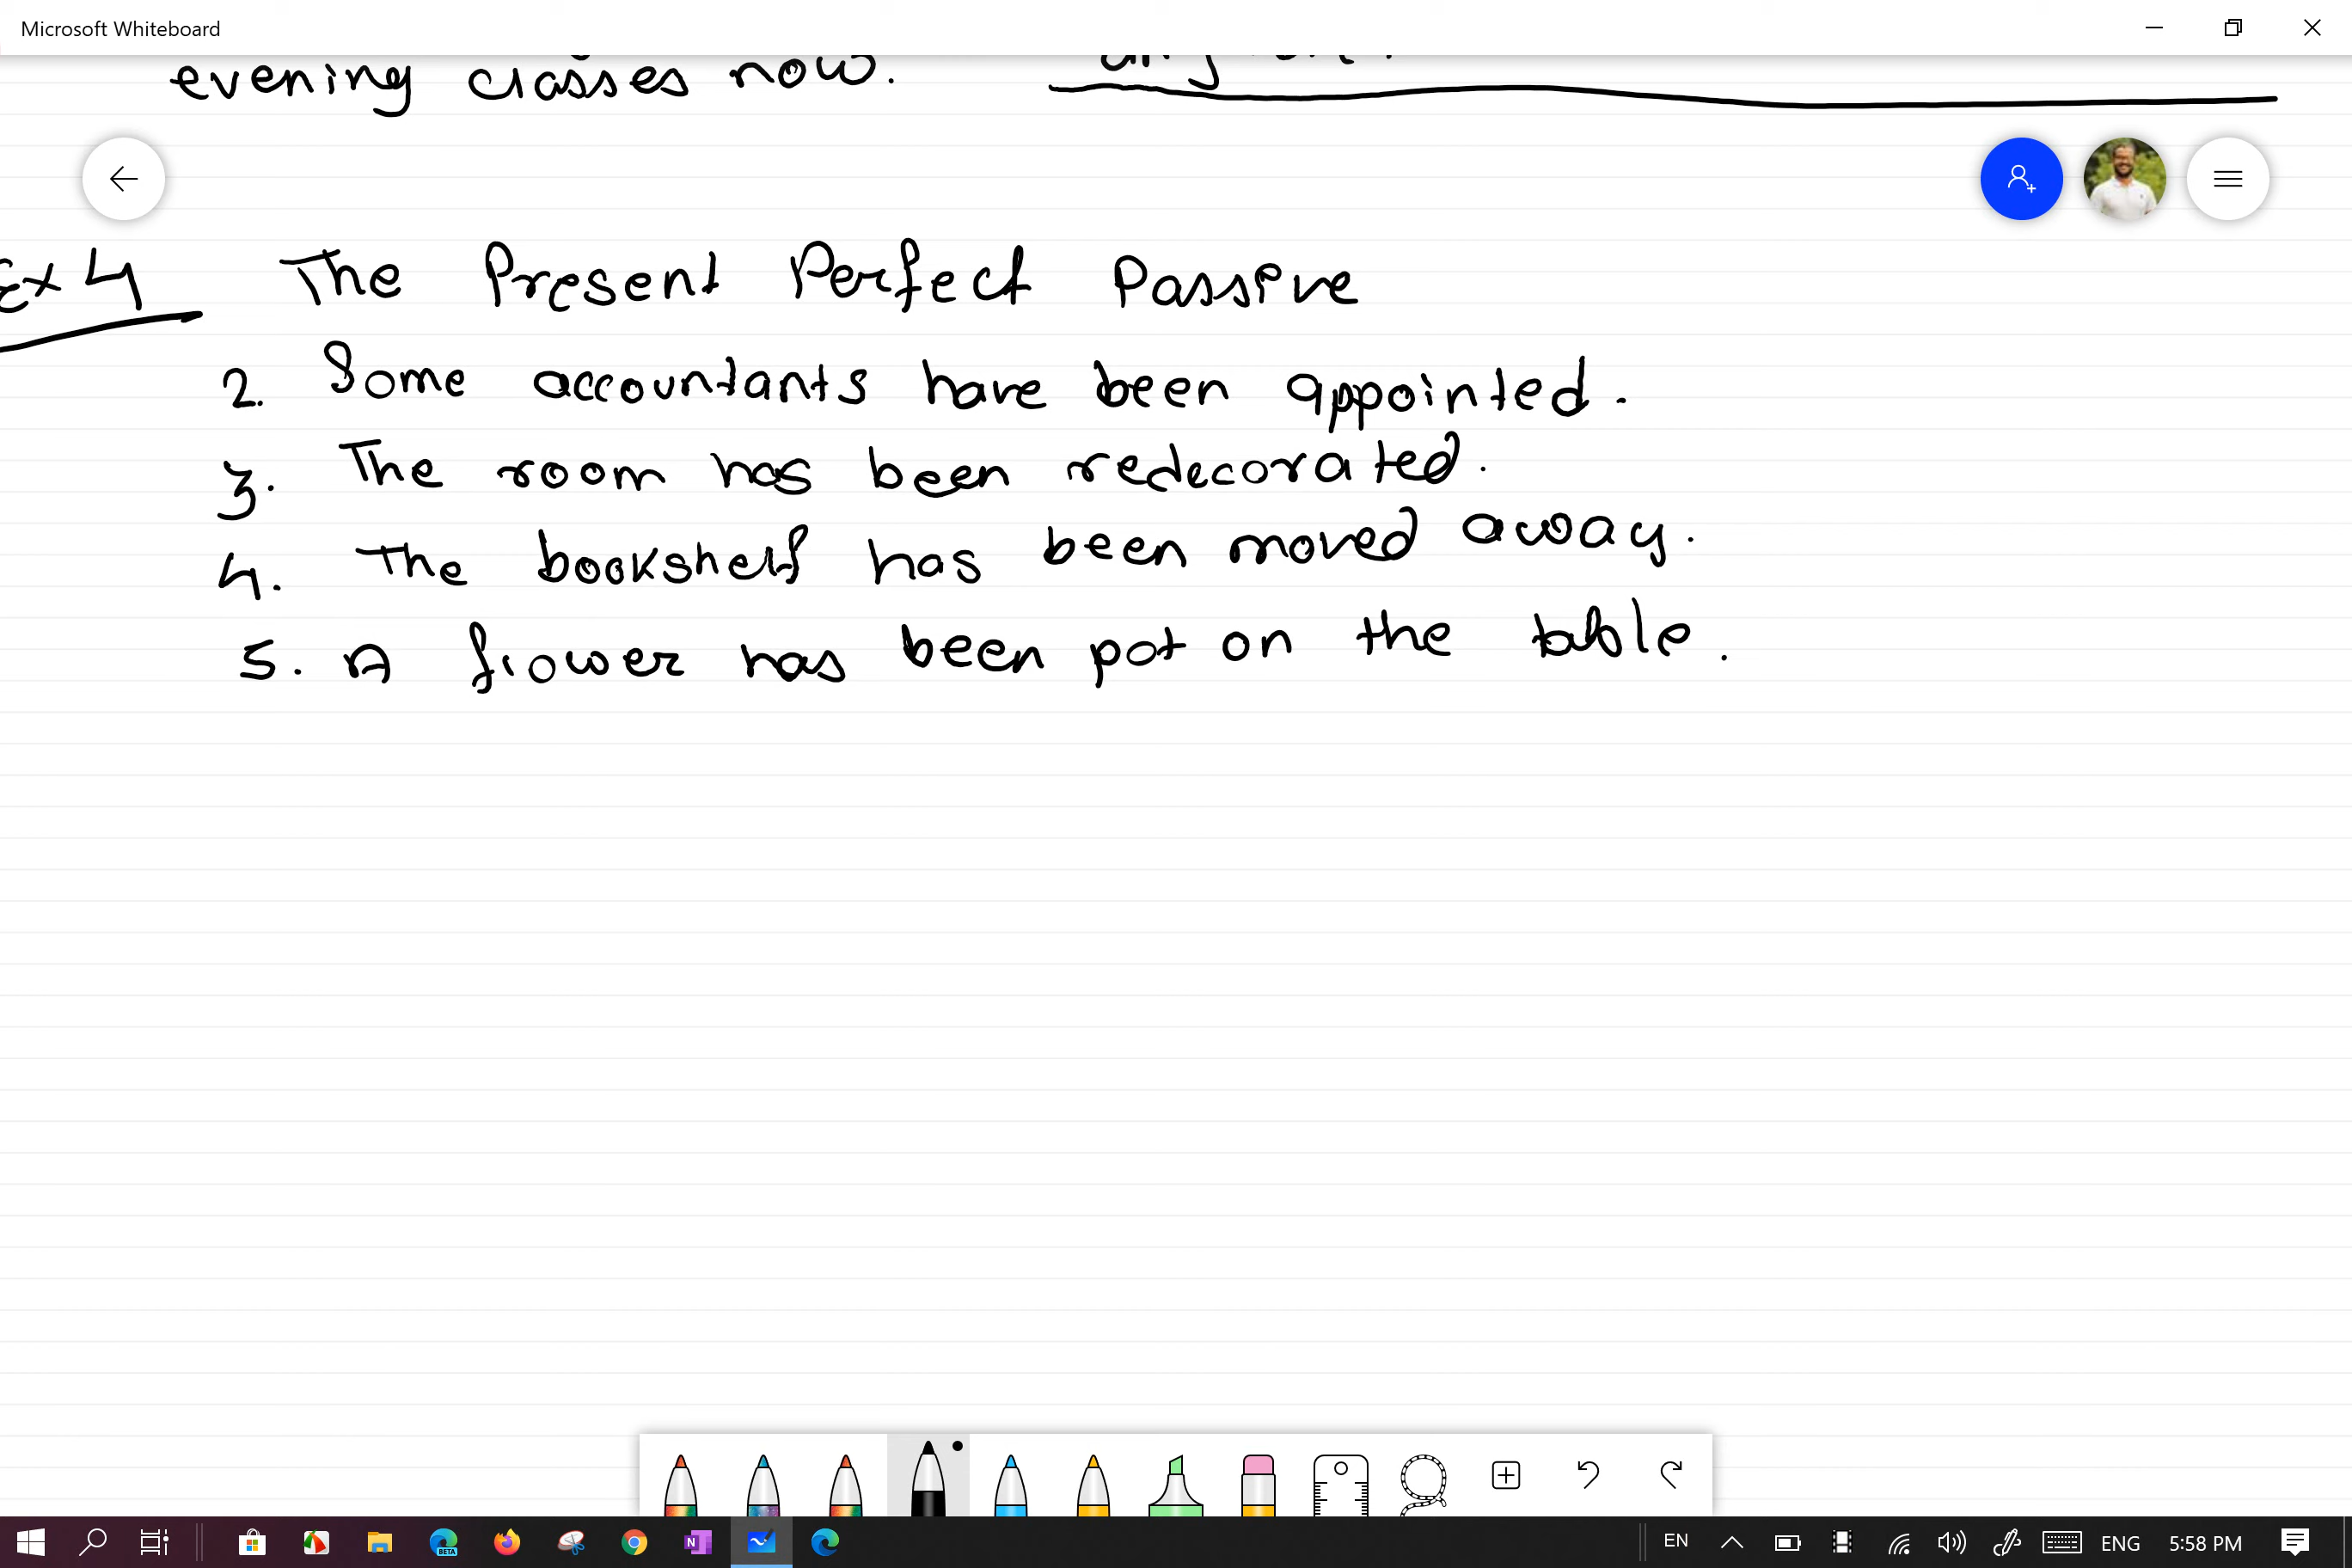 Microsoft Whiteboard
evening classes now.
Ex 4 The Present Perfect Passive
2. Some accountants have been appointed.
3. The room has been redecorated.
4. The bookshelf has been moved away.
5. A flower has been pot on the table.
BETA
N
EN
ENG
5:58 PM